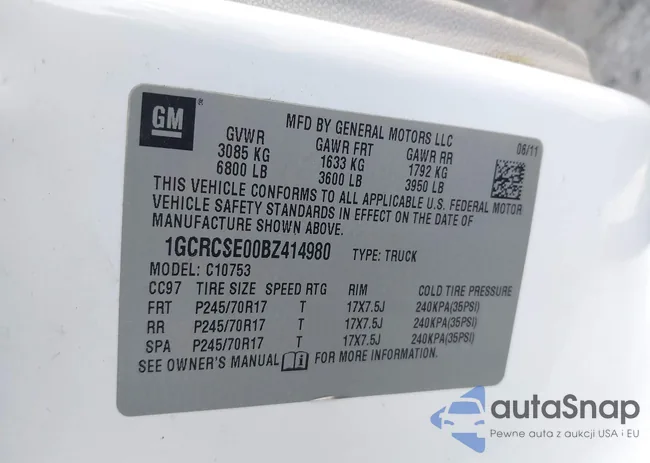 GM ®
MFD BY GENERAL MOTORS LLC
06/11
GVWR GAWR FRT GAWR RR
3085 KG 1633 KG 1792 KG
6800 LB 3600 LB 3950 LB
THIS VEHICLE CONFORMS TO ALL APPLICABLE U.S. FEDERAL MOTOR
VEHICLE SAFETY STANDARDS IN EFFECT ON THE DATE OF
MANUFACTURE SHOWN ABOVE.
1GCRCSE00BZ414980 TYPE: TRUCK
MODEL: C10753
CC97 TIRE SIZE SPEED RTG RIM COLD TIRE PRESSURE
FRT P245/70R17 T 17X7.5J 240KPA(35PSI)
RR P245/70R17 T 17X7.5J 240KPA(35PSI)
SPA P245/70R17 T 17X7.5J 240KPA(35PSI)
SEE OWNER'S MANUAL FOR MORE INFORMATION.
autaSnap
Pewne auta z aukcji USA i EU